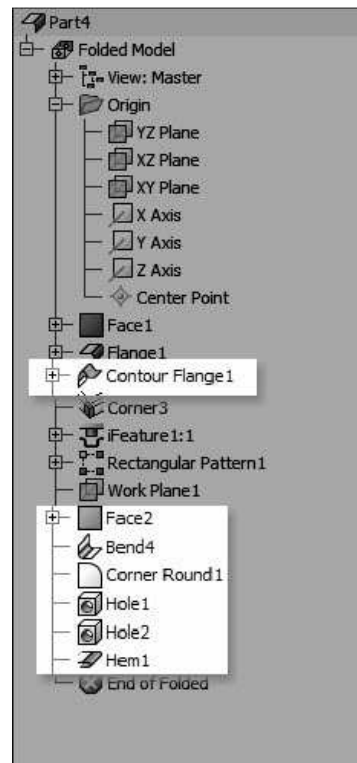 Part4
Folded Model
View: Master
Origin
YZ Plane
XZ Plane
XY Plane
X Axis
Y Axis
Z Axis
Center Point
Face1
Flange1
Contour Flange1
Corner3
iFeature1:1
Rectangular Pattern1
Work Plane1
Face2
Bend4
Corner Round1
Hole1
Hole2
Hem1
End of Folded